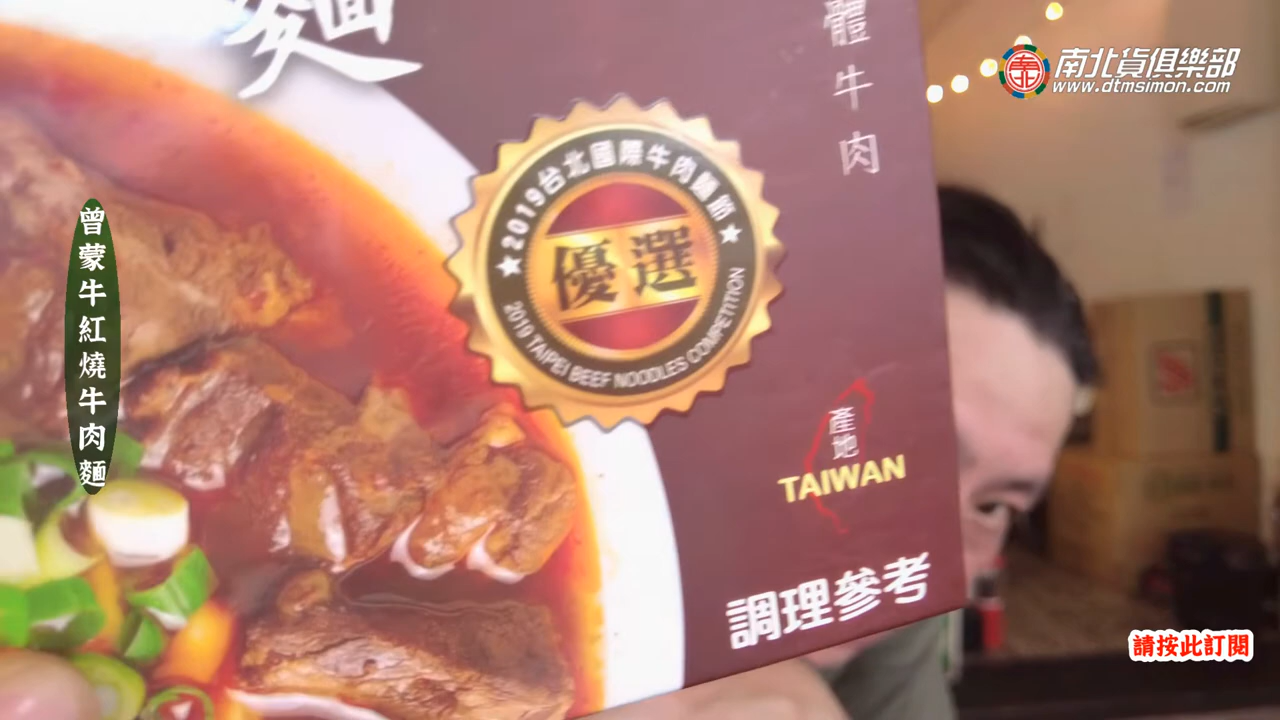 麵
體牛肉
南北貨俱樂部
www.dtmsimon.com
★2019台北國際牛肉麵節★
優選
2019 TAIPEI BEEF NOODLES COMPETITION
曾蒙牛紅燒牛肉麵
產地
TAIWAN
調理參考
請按此訂閱